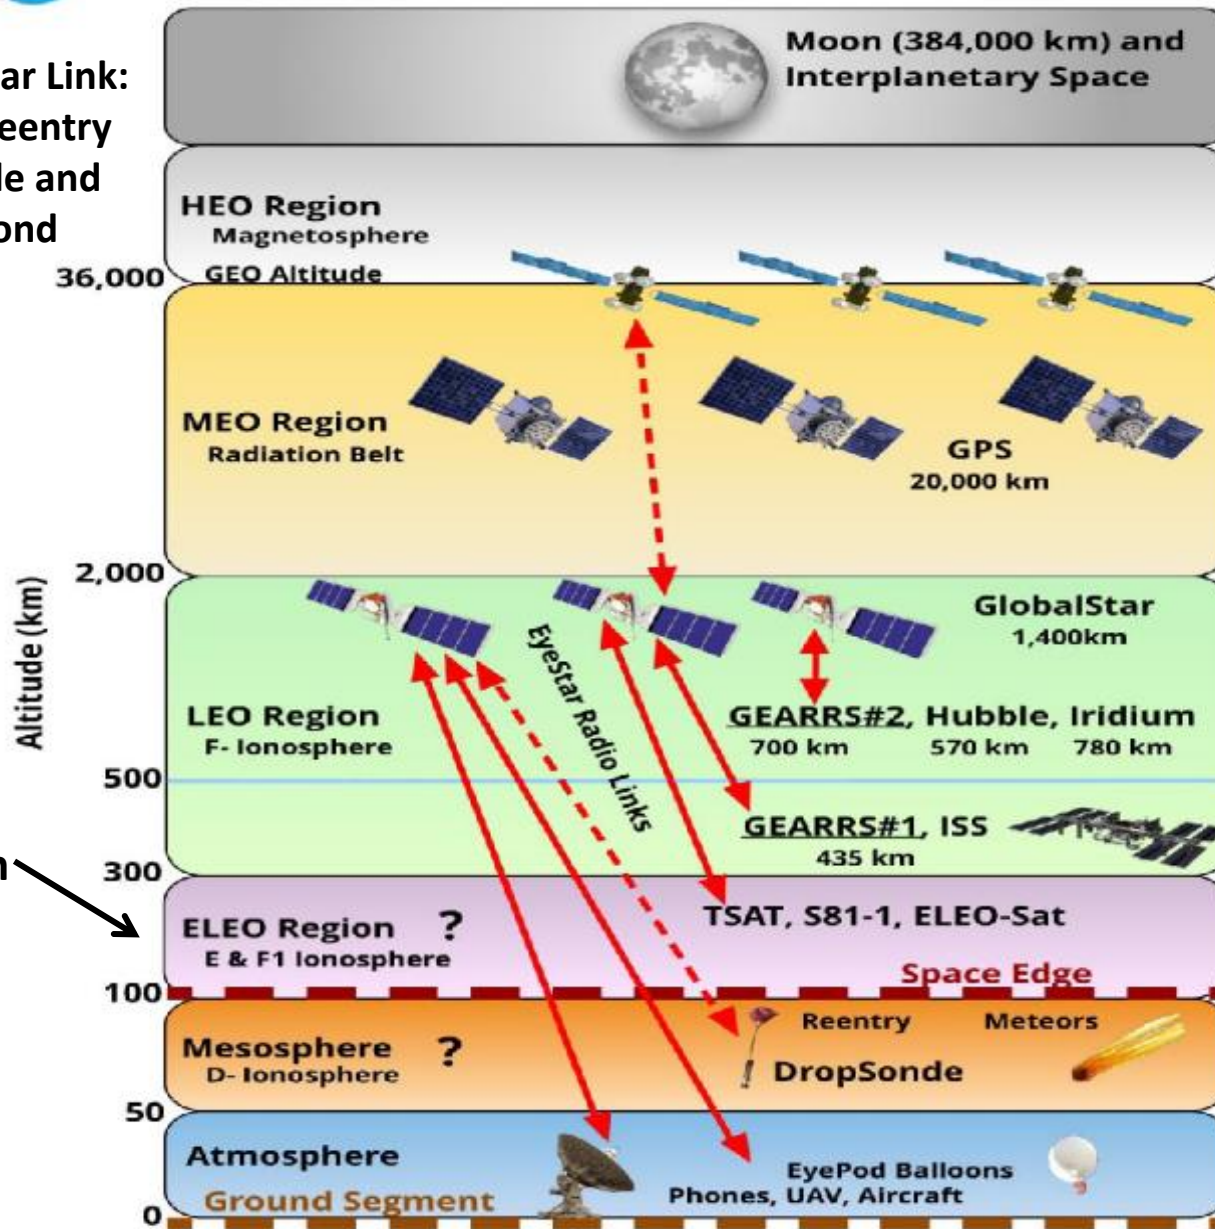 ar Link:
eentry
le and
ond
Moon (384,000 km) and
Interplanetary Space
HEO Region
Magnetosphere
GEO Altitude
36,000
MEO Region
Radiation Belt
GPS
20,000 km
2,000
GlobalStar
1,400km
EyeStar Radio Links
Altitude (km)
LEO Region
F- Ionosphere
GEARRS#2, Hubble, Iridium
700 km 570 km 780 km
500
GEARRS#1, ISS
435 km
300
ELEO Region ?
E & F1 Ionosphere
TSAT, S81-1, ELEO-Sat
Space Edge
100
Reentry Meteors
Mesosphere ?
D- Ionosphere
DropSonde
50
Atmosphere
Ground Segment
EyePod Balloons
Phones, UAV, Aircraft
0